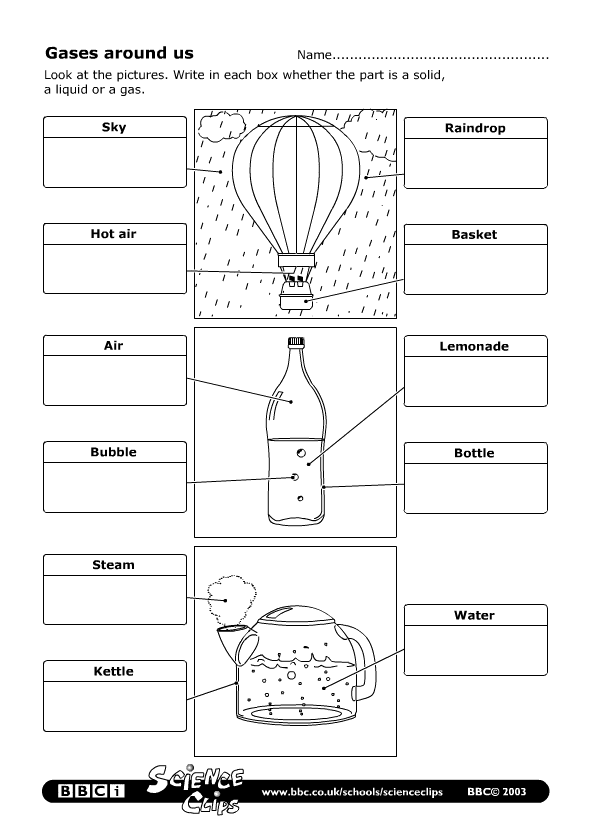 Gases around us
Name..................................................
Look at the pictures. Write in each box whether the part is a solid,
a liquid or a gas.
Sky
Raindrop
Hot air
Basket
Air
Lemonade
Bubble
Bottle
Steam
Water
Kettle
BBCi
SCiENCE
CLiPS
www.bbc.co.uk/schools/scienceclips
BBC© 2003